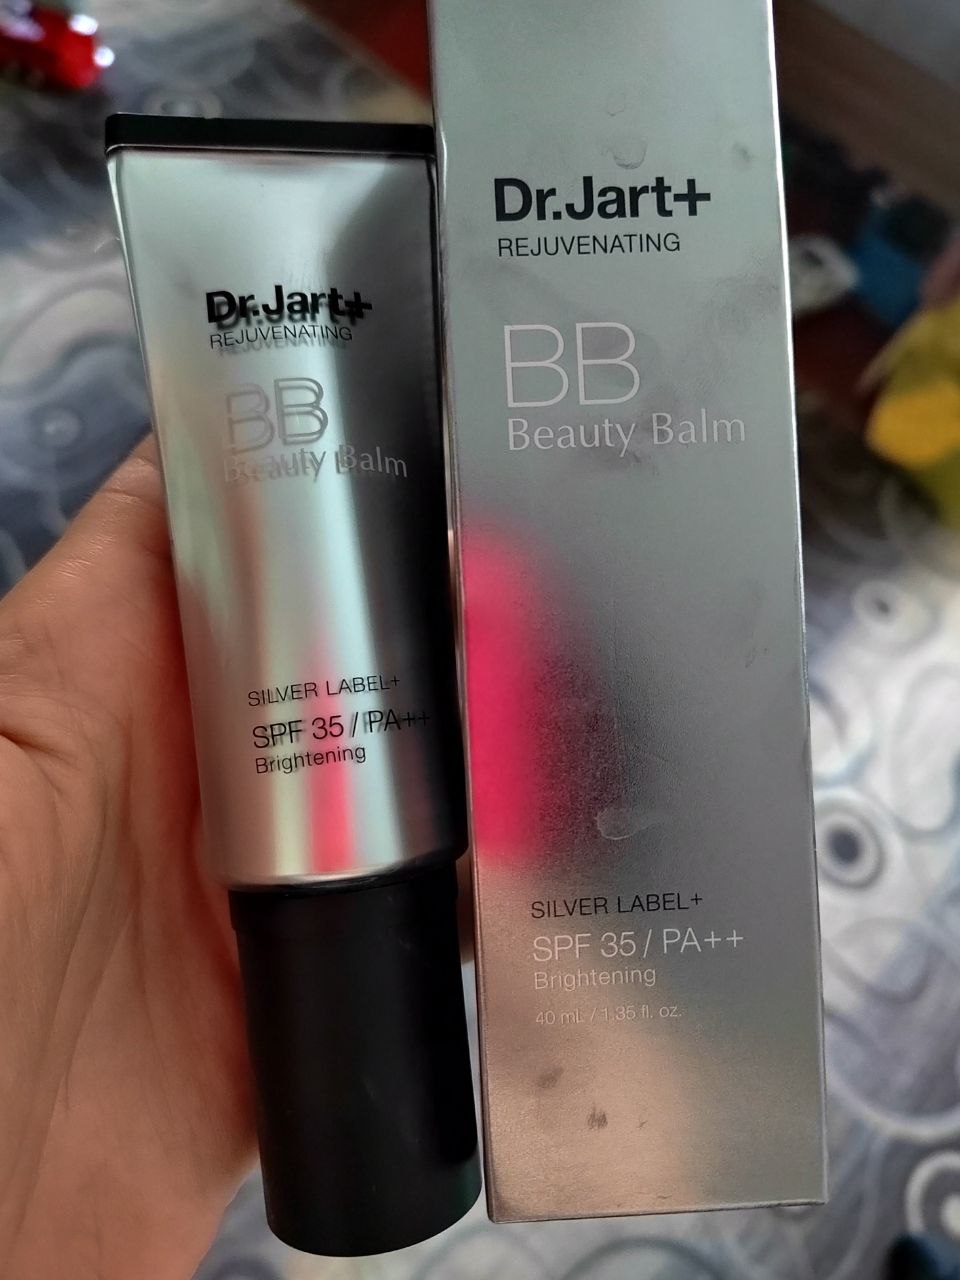 Dr.Jart+
REJUVENATING
BB
Beauty Balm
SILVER LABEL+
SPF 35 / PA++
Brightening
Dr.Jart+
REJUVENATING
BB
Beauty Balm
SILVER LABEL+
SPF 35 / PA++
Brightening
40 mL / 1.35 fl. oz.